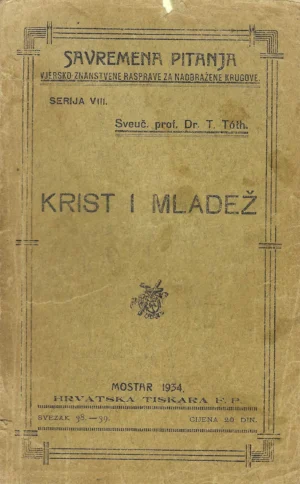 SAVREMENA PITANJA
VJERSKO ZNANSTVENE RASPRAVE ZA NAOBRAŽENE KRUGOVE.
SERIJA VIII.
Sveuč. prof. Dr. T. Tóth.
KRIST I MLADEŽ
MOSTAR 1934.
HRVATSKA TISKARA F. P.
SVEZAK 38.—39.
CIJENA 20 DIN.